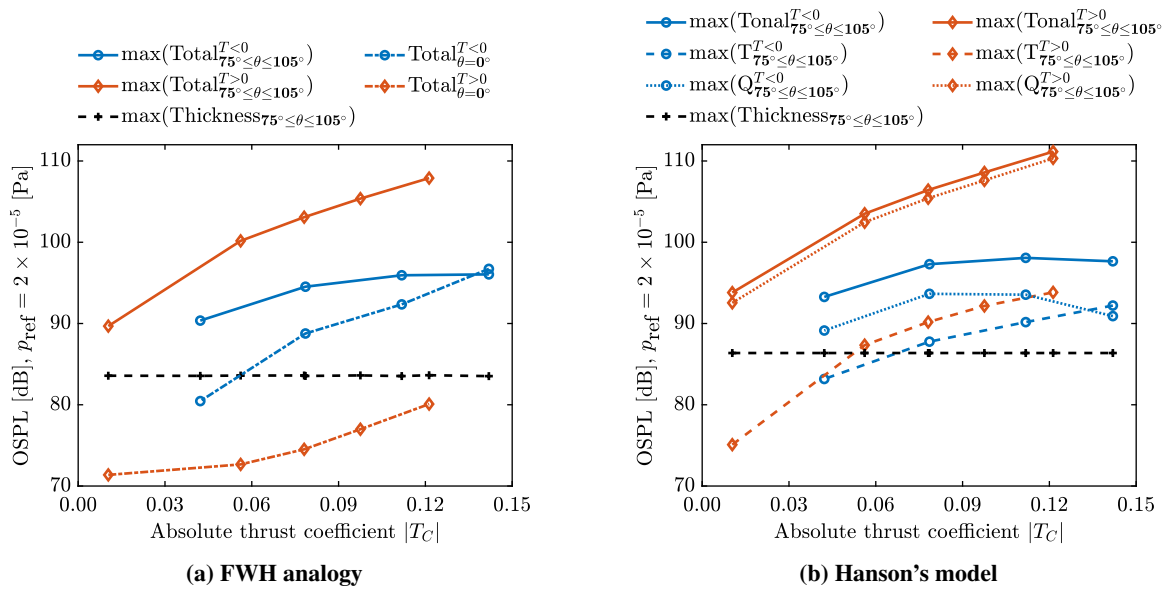 max(Total^{T<0}_{75°≤θ≤105°})
Total^{T<0}_{θ=0°}
max(Total^{T>0}_{75°≤θ≤105°})
Total^{T>0}_{θ=0°}
max(Thickness_{75°≤θ≤105°})
110
100
90
80
70
OSPL [dB], p_{ref} = 2 × 10^{−5} [Pa]
0.00 0.03 0.06 0.09 0.12 0.15
Absolute thrust coefficient |T_C|
(a) FWH analogy
max(Tonal^{T<0}_{75°≤θ≤105°})
max(Tonal^{T>0}_{75°≤θ≤105°})
max(T^{T<0}_{75°≤θ≤105°})
max(T^{T>0}_{75°≤θ≤105°})
max(Q^{T<0}_{75°≤θ≤105°})
max(Q^{T>0}_{75°≤θ≤105°})
max(Thickness_{75°≤θ≤105°})
110
100
90
80
70
OSPL [dB], p_{ref} = 2 × 10^{−5} [Pa]
0.00 0.03 0.06 0.09 0.12 0.15
Absolute thrust coefficient |T_C|
(b) Hanson's model